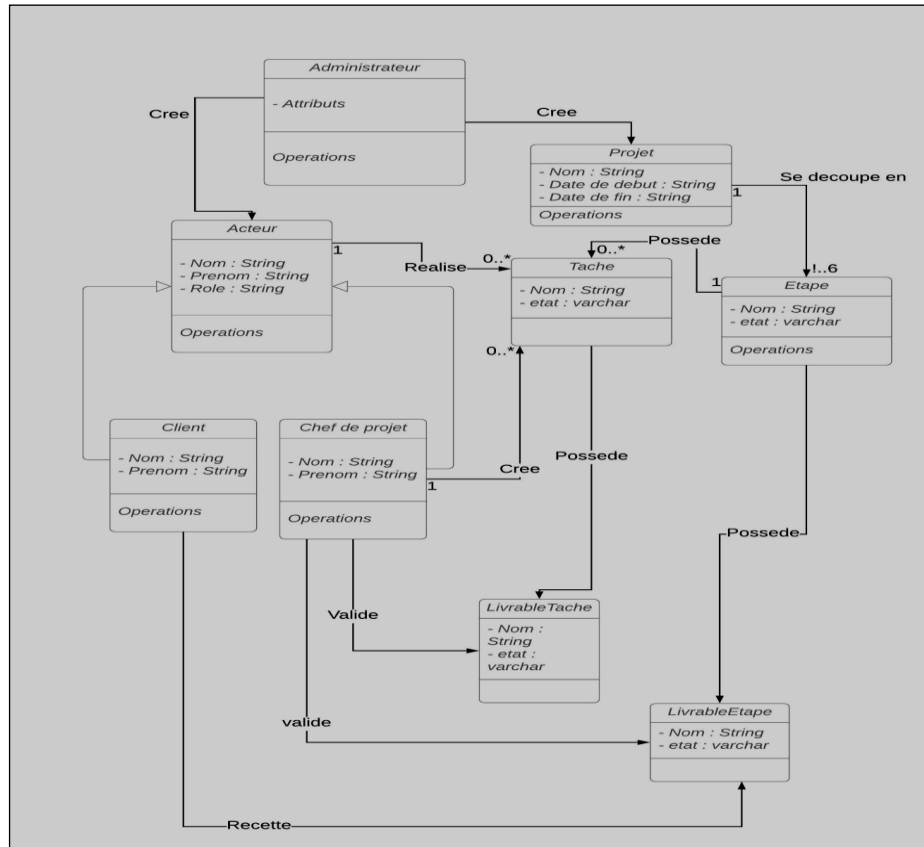 Administrateur
- Attributs
Operations
Cree
Cree
Projet
- Nom : String
- Date de debut : String
- Date de fin : String
Operations
1
Se decoupe en
!..6
Acteur
- Nom : String
- Prenom : String
- Role : String
Operations
1
Realise
0..*
Possede
0..*
1
Tache
- Nom : String
- etat : varchar
0..*
Etape
- Nom : String
- etat : varchar
Operations
Client
- Nom : String
- Prenom : String
Operations
Chef de projet
- Nom : String
- Prenom : String
Operations
1
Cree
Possede
Possede
Valide
LivrableTache
- Nom :
String
- etat :
varchar
valide
LivrableEtape
- Nom : String
- etat : varchar
Recette